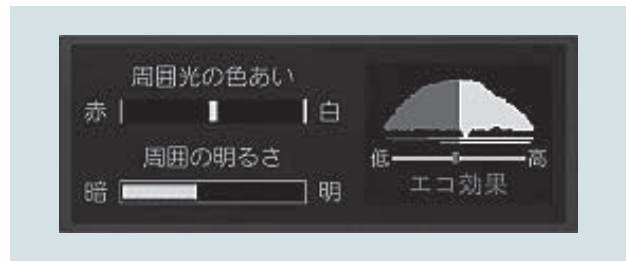 周囲光の色あい
赤 白
周囲の明るさ
暗 明
低 高
エコ効果